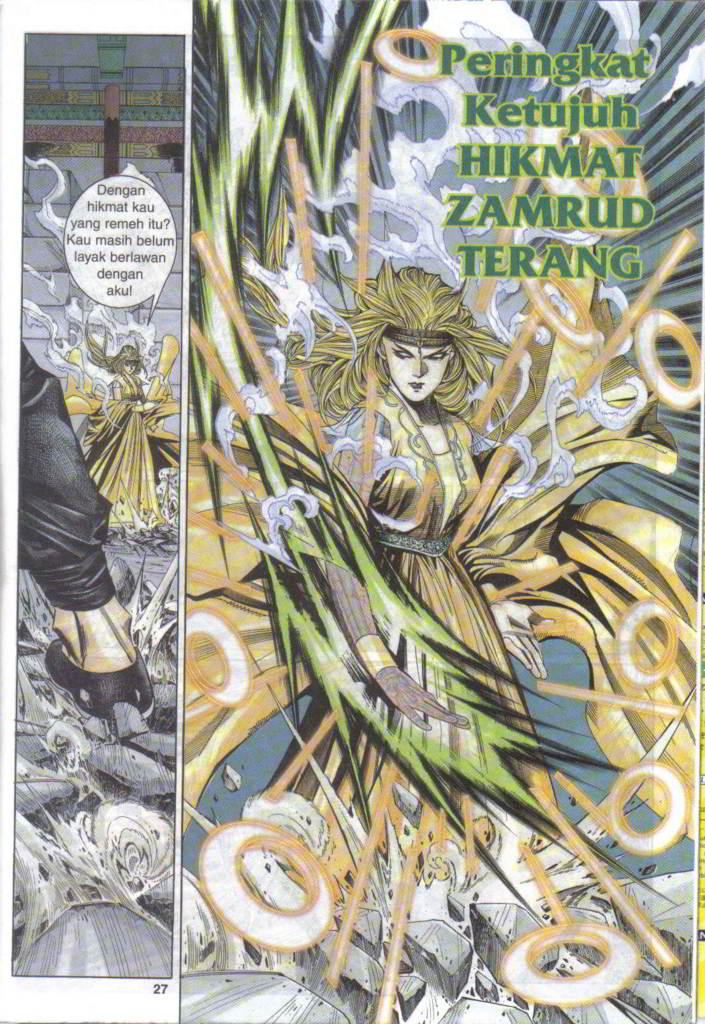 Dengan
hikmat kau
yang remeh itu?
Kau masih belum
layak berlawan
dengan
aku!
Peringkat
Ketujuh
HIKMAT
ZAMRUD
TERANG
27